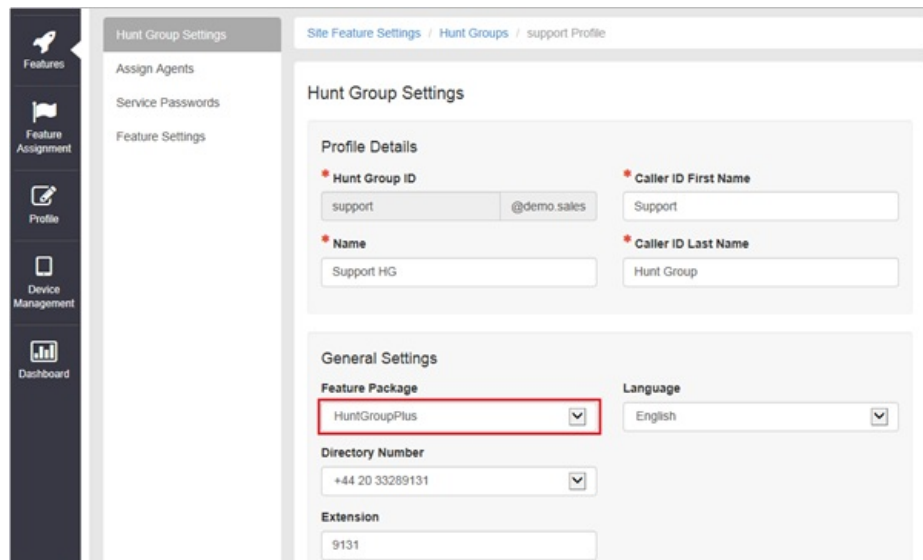 Features
Feature
Assignment
Profile
Device
Management
Dashboard
Hunt Group Settings
Assign Agents
Service Passwords
Feature Settings
Site Feature Settings / Hunt Groups / support Profile
Hunt Group Settings
Profile Details
* Hunt Group ID
support @demo.sales
* Caller ID First Name
Support
* Name
Support HG
* Caller ID Last Name
Hunt Group
General Settings
Feature Package
HuntGroupPlus
Language
English
Directory Number
+44 20 33289131
Extension
9131